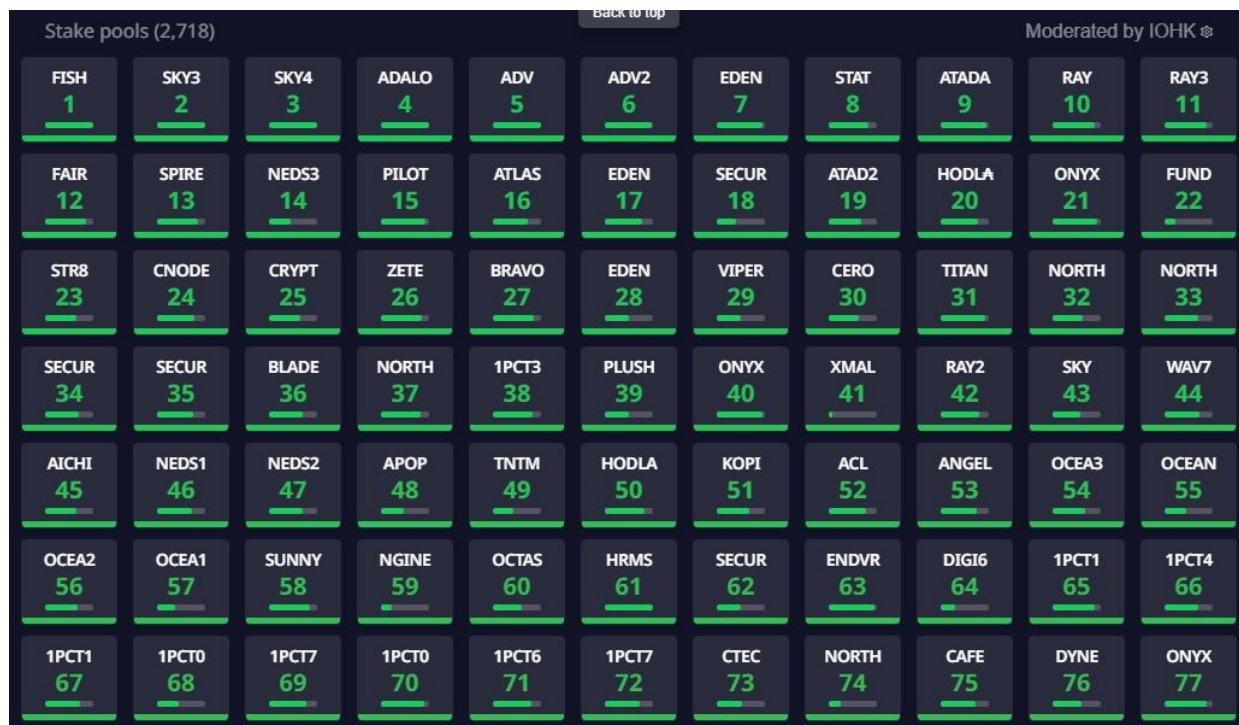 Back to top
Stake pools (2,718) Moderated by IOHK
FISH SKY3 SKY4 ADALO ADV ADV2 EDEN STAT ATADA RAY RAY3
1 2 3 4 5 6 7 8 9 10 11
FAIR SPIRE NEDS3 PILOT ATLAS EDEN SECUR ATAD2 HODL₳ ONYX FUND
12 13 14 15 16 17 18 19 20 21 22
STR8 CNODE CRYPT ZETE BRAVO EDEN VIPER CERO TITAN NORTH NORTH
23 24 25 26 27 28 29 30 31 32 33
SECUR SECUR BLADE NORTH 1PCT3 PLUSH ONYX XMAL RAY2 SKY WAV7
34 35 36 37 38 39 40 41 42 43 44
AICHI NEDS1 NEDS2 APOP TNTM HODLA KOPI ACL ANGEL OCEA3 OCEAN
45 46 47 48 49 50 51 52 53 54 55
OCEA2 OCEA1 SUNNY NGINE OCTAS HRMS SECUR ENDVR DIGI6 1PCT1 1PCT4
56 57 58 59 60 61 62 63 64 65 66
1PCT1 1PCT0 1PCT7 1PCT0 1PCT6 1PCT7 CTEC NORTH CAFE DYNE ONYX
67 68 69 70 71 72 73 74 75 76 77